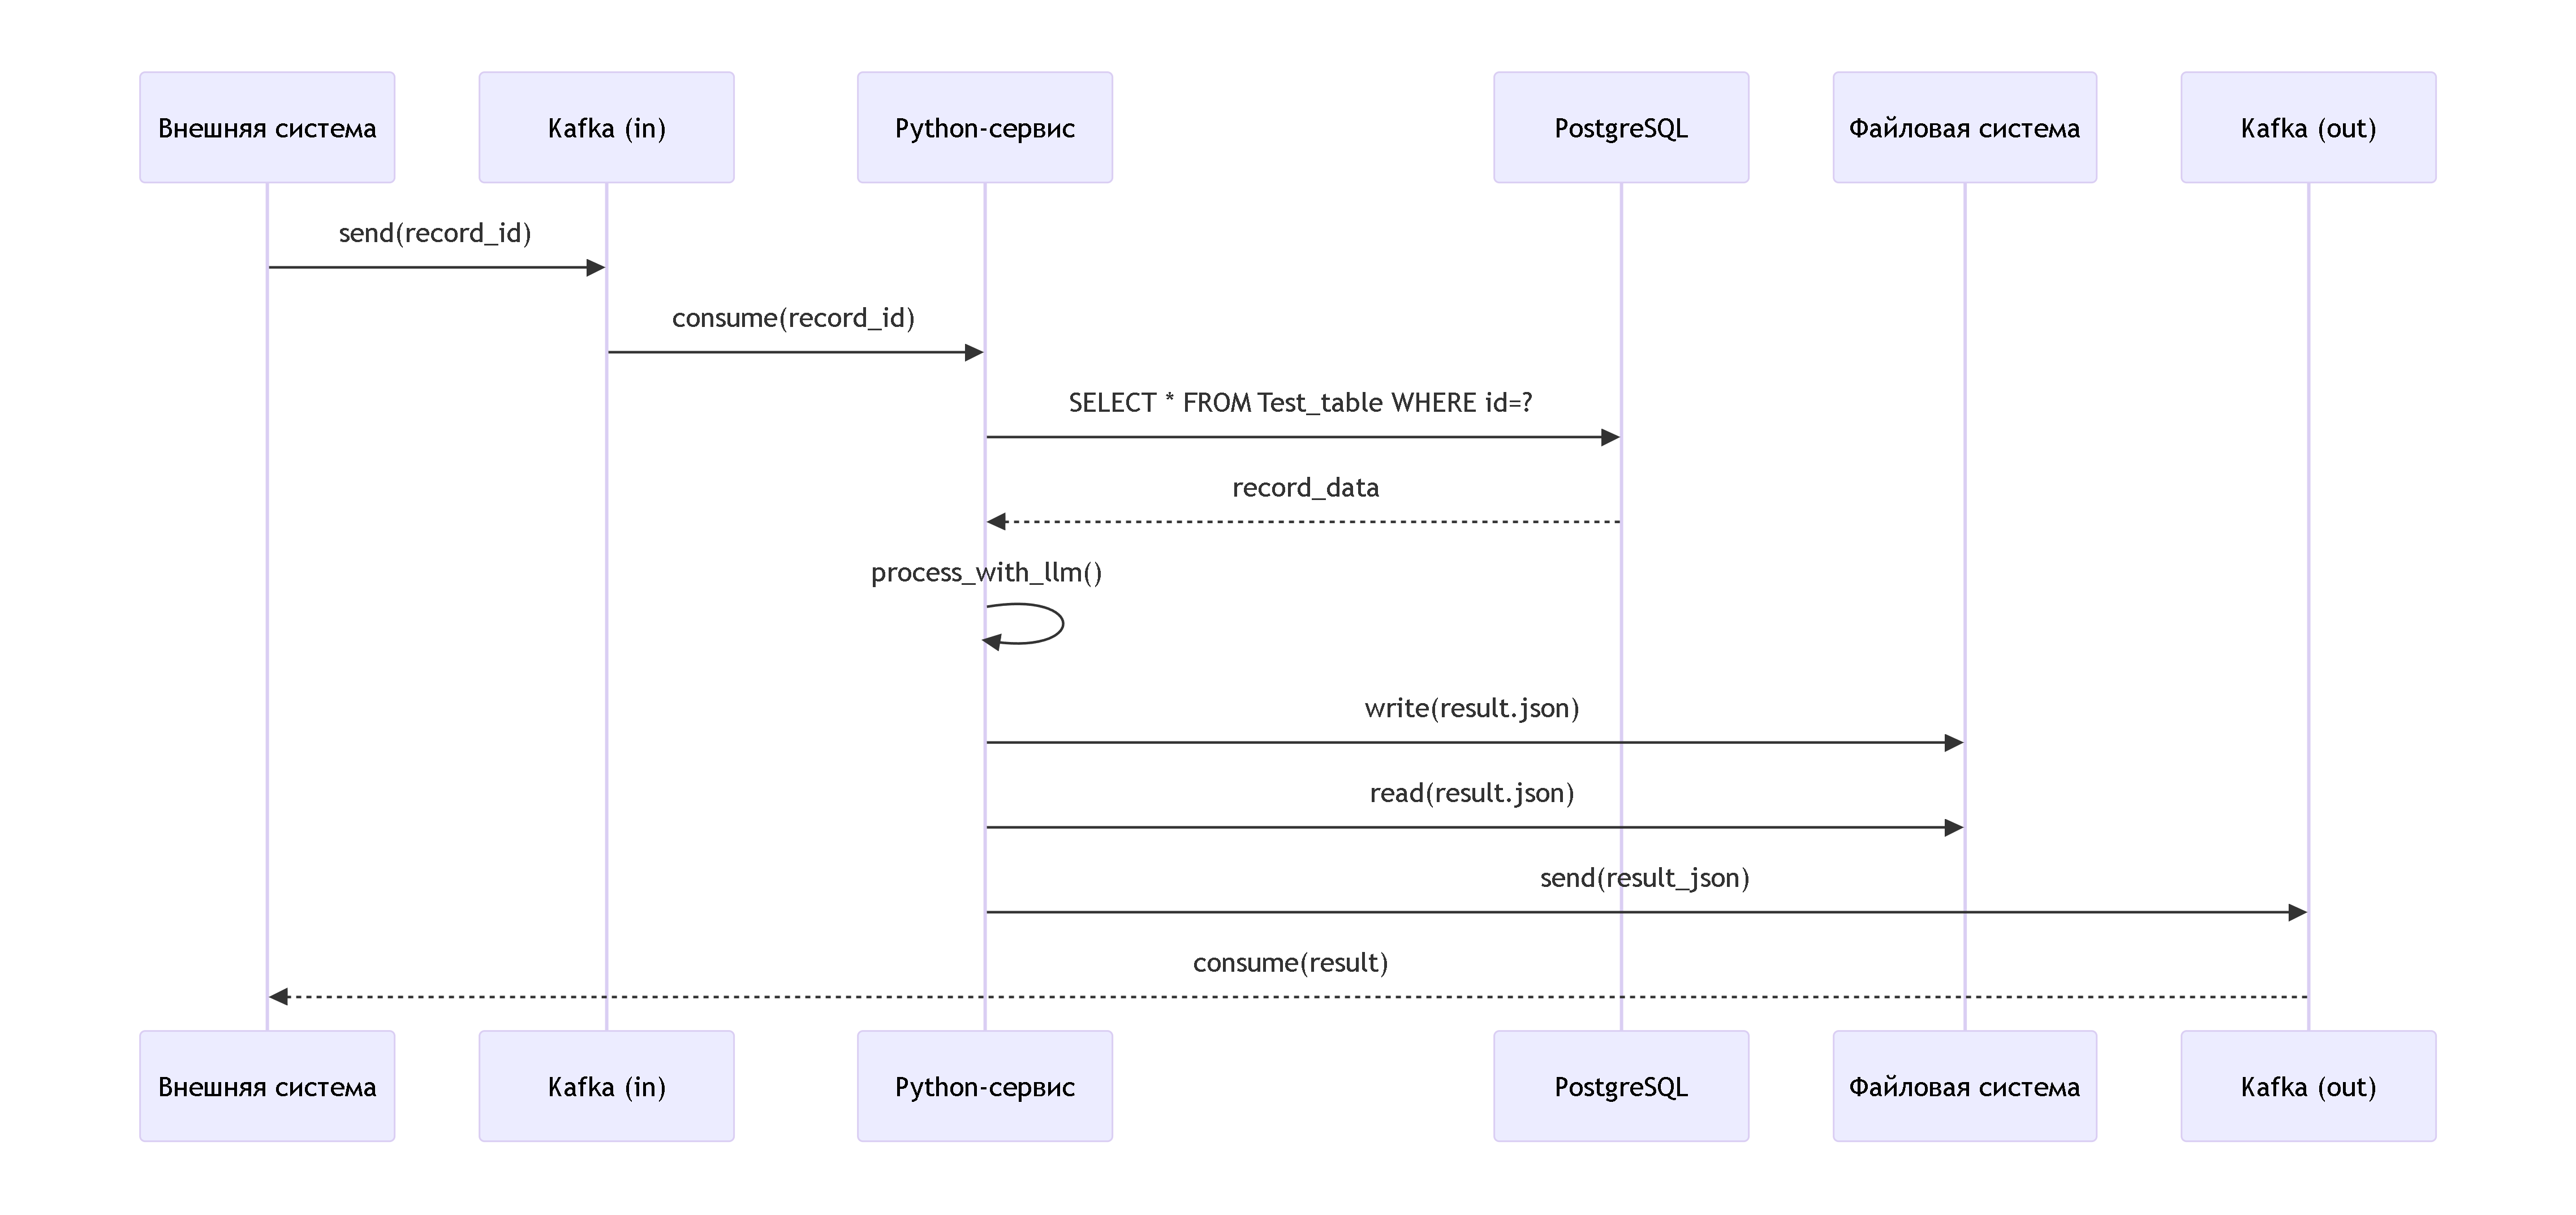 Внешняя система
Kafka (in)
Python-сервис
PostgreSQL
Файловая система
Kafka (out)
send(record_id)
consume(record_id)
SELECT * FROM Test_table WHERE id=?
record_data
process_with_llm()
write(result.json)
read(result.json)
send(result_json)
consume(result)
Внешняя система
Kafka (in)
Python-сервис
PostgreSQL
Файловая система
Kafka (out)